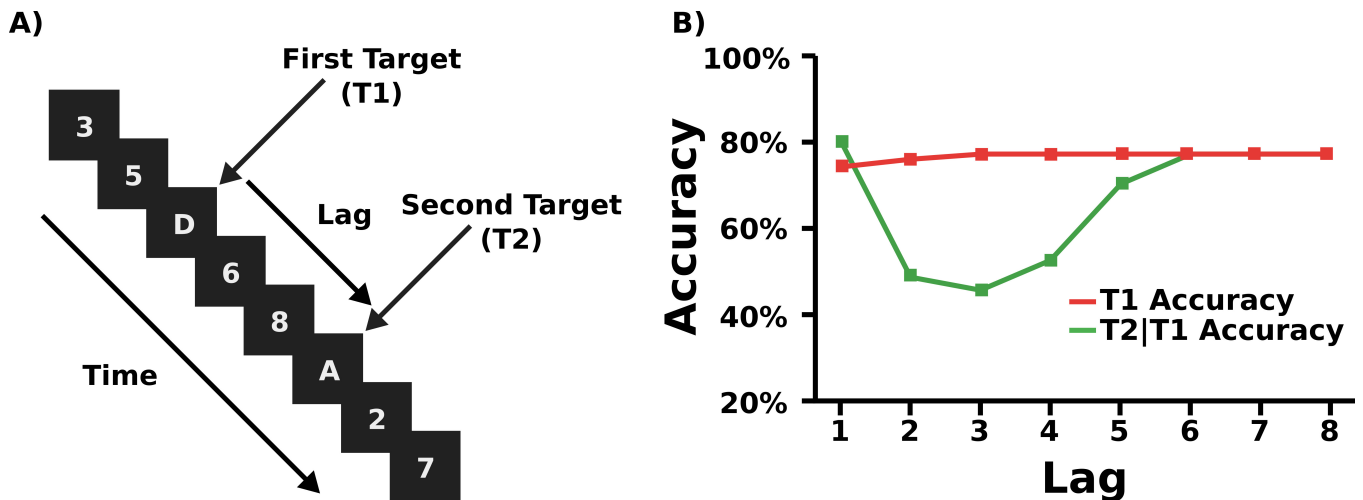 A)
First Target
(T1)
3
5
D
6
8
A
2
7
Lag
Second Target
(T2)
Time
B)
100%
80%
60%
40%
20%
Accuracy
T1 Accuracy
T2|T1 Accuracy
1 2 3 4 5 6 7 8
Lag